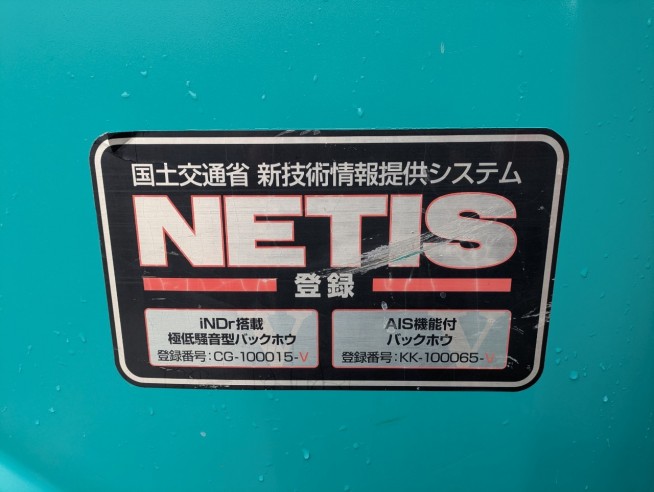 国土交通省 新技術情報提供システム
NETIS
登録
iNDr搭載
極低騒音型バックホウ
登録番号:CG-100015-V
AIS機能付
バックホウ
登録番号:KK-100065-V